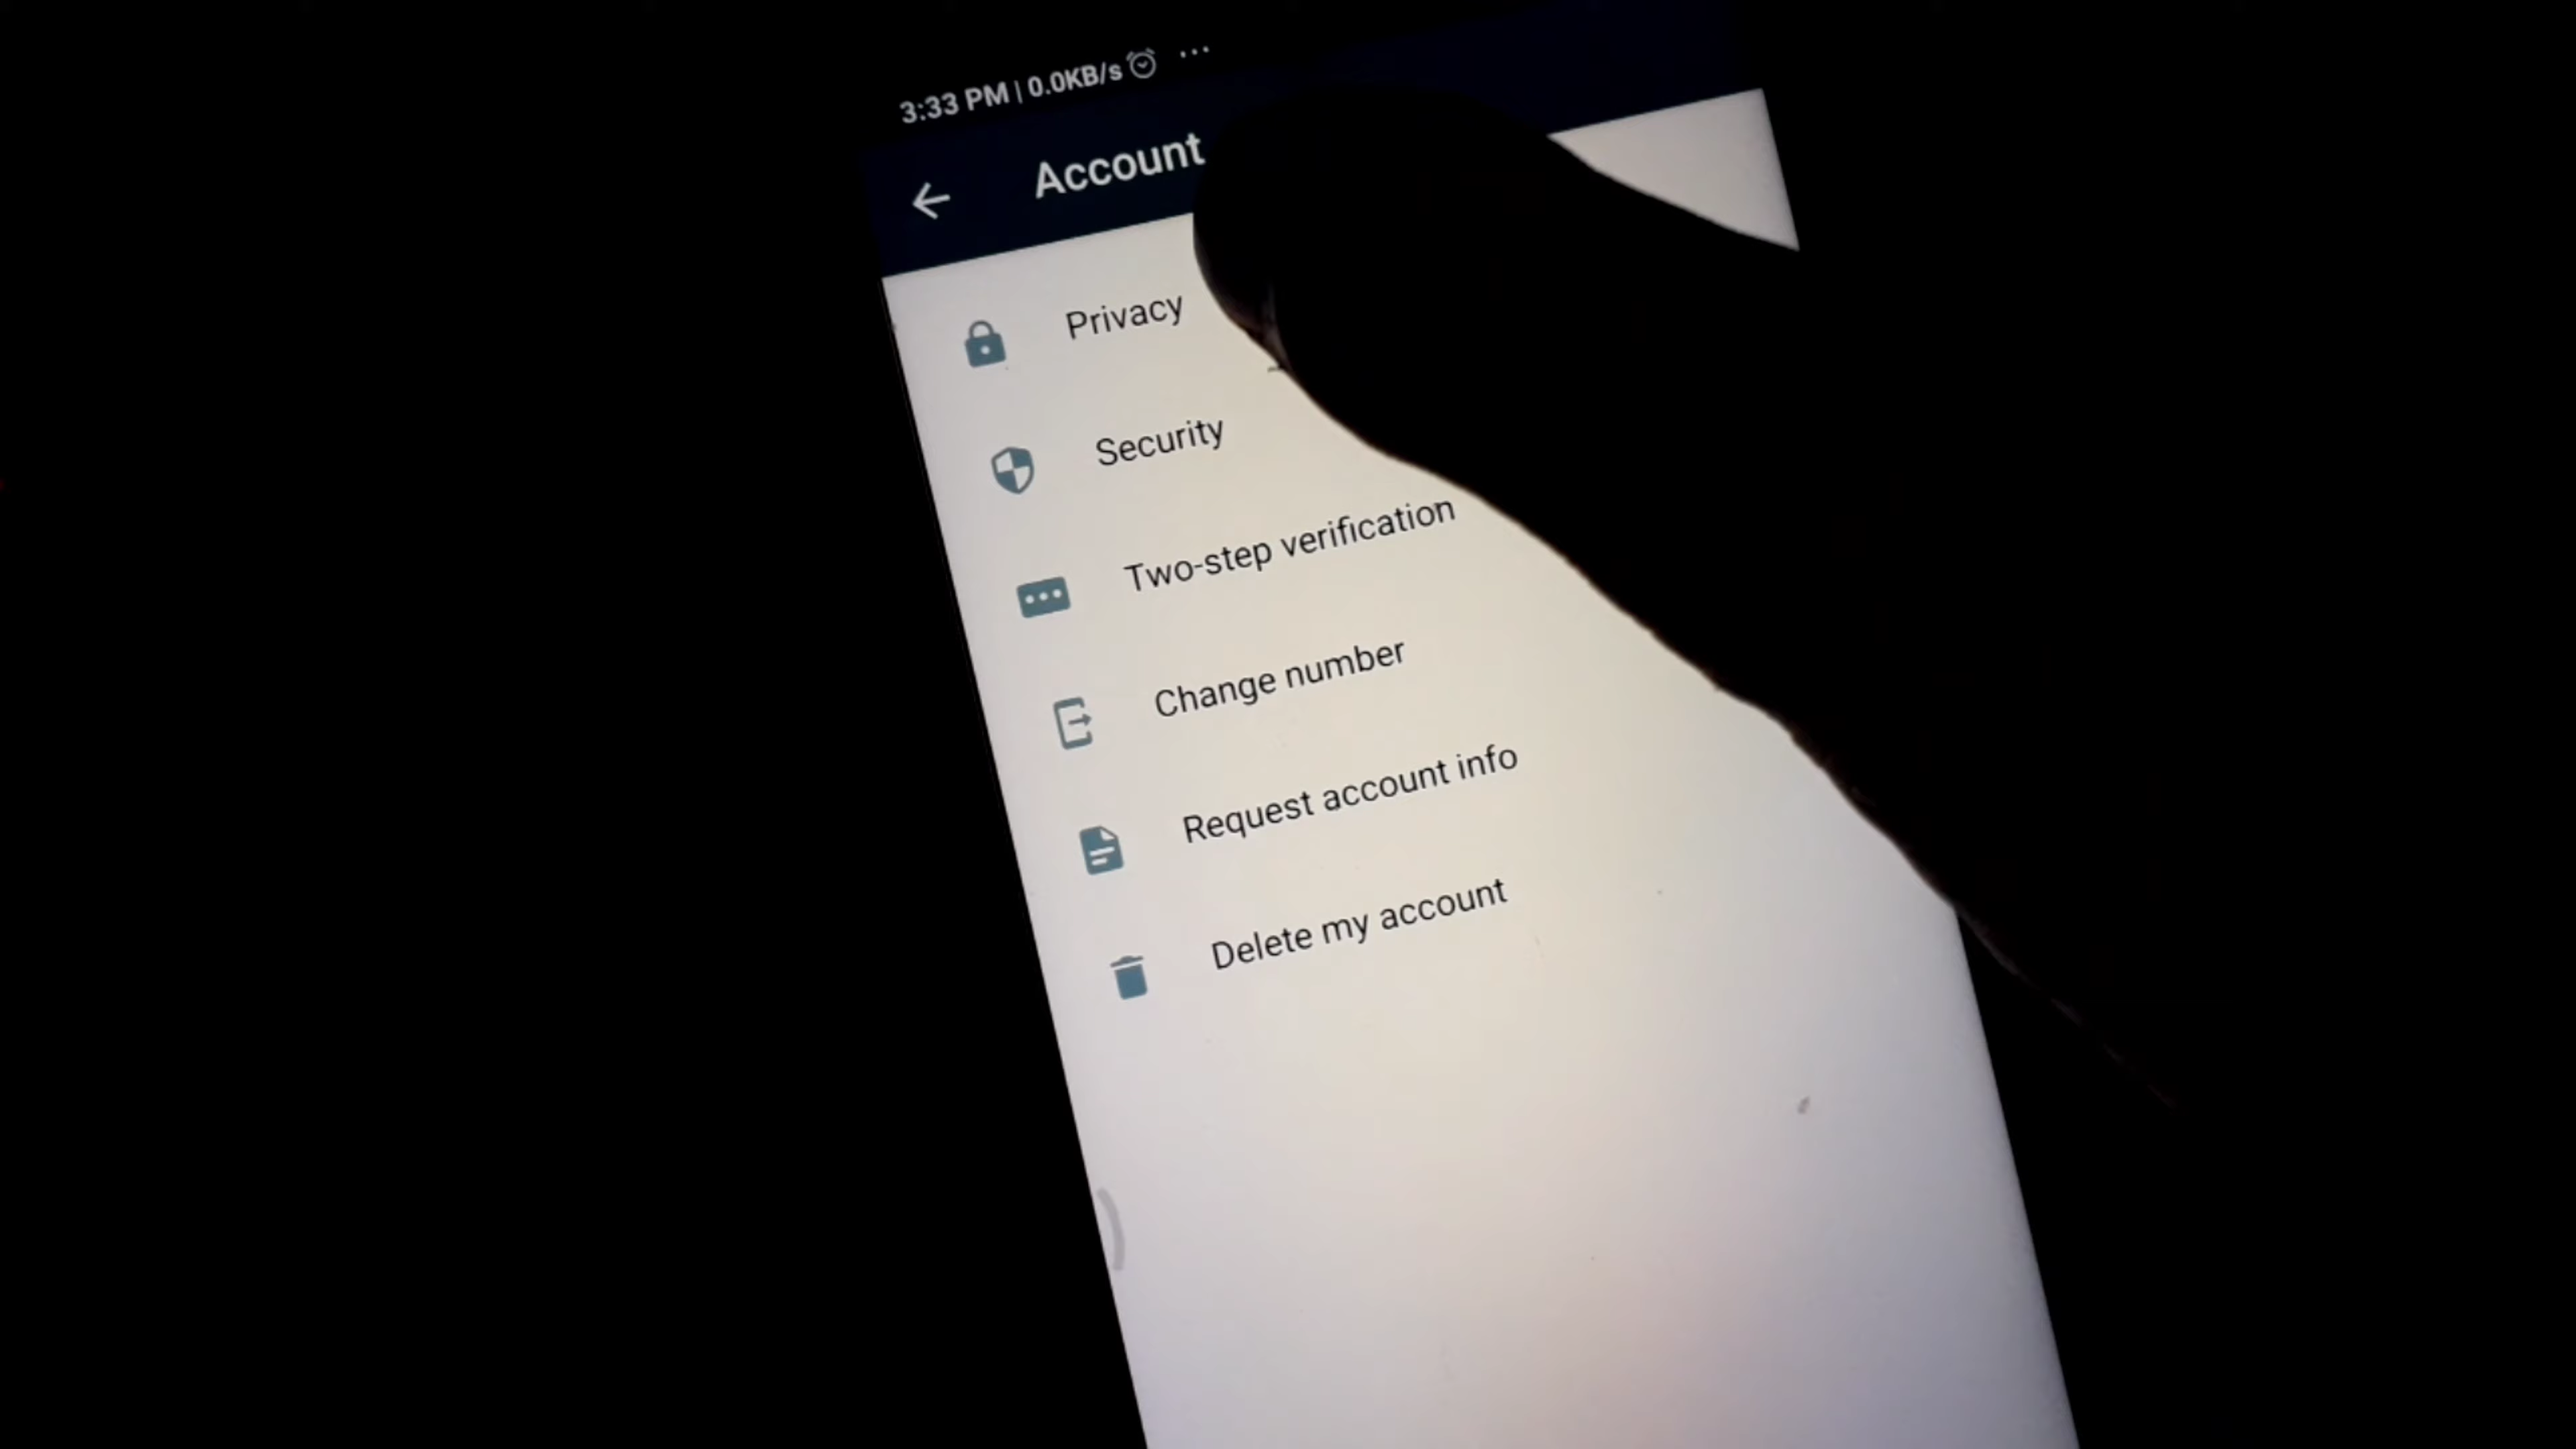 3:33 PM | 0.0KB/s ...
Account
Privacy
Security
Two-step verification
Change number
Request account info
Delete my account